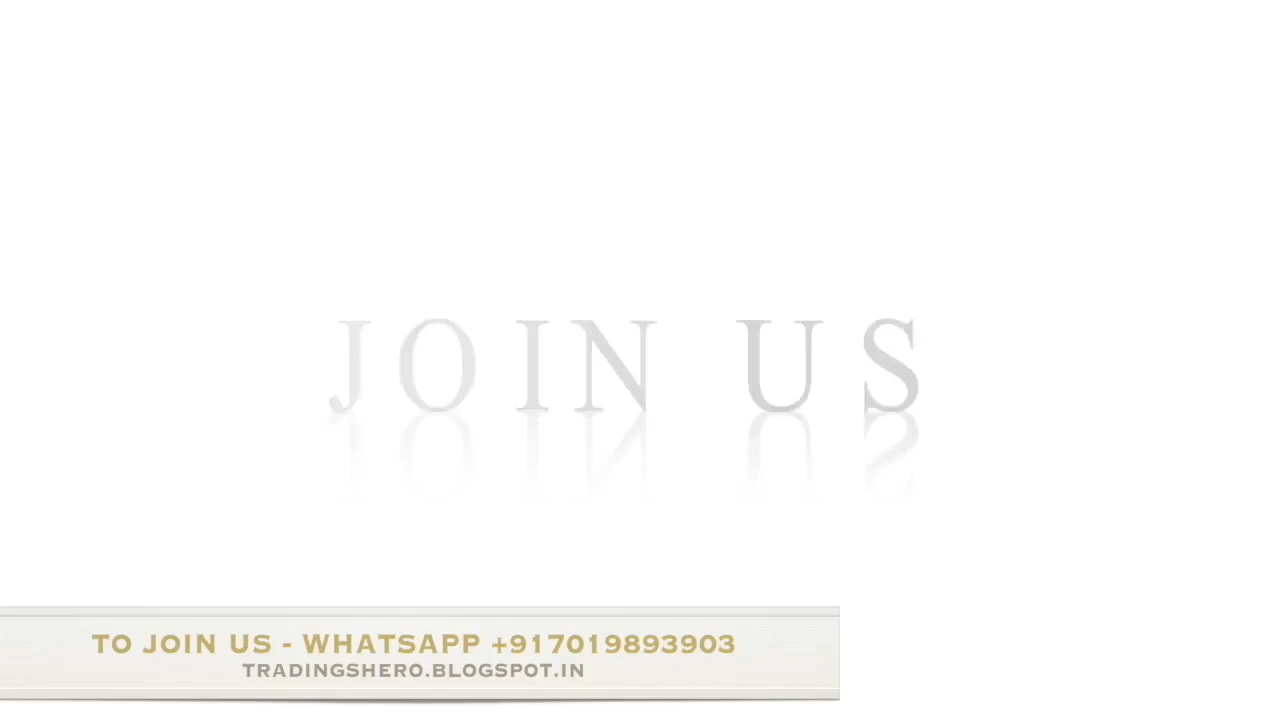 JOIN US
TO JOIN US - WHATSAPP +917019893903
TRADINGSHERO.BLOGSPOT.IN